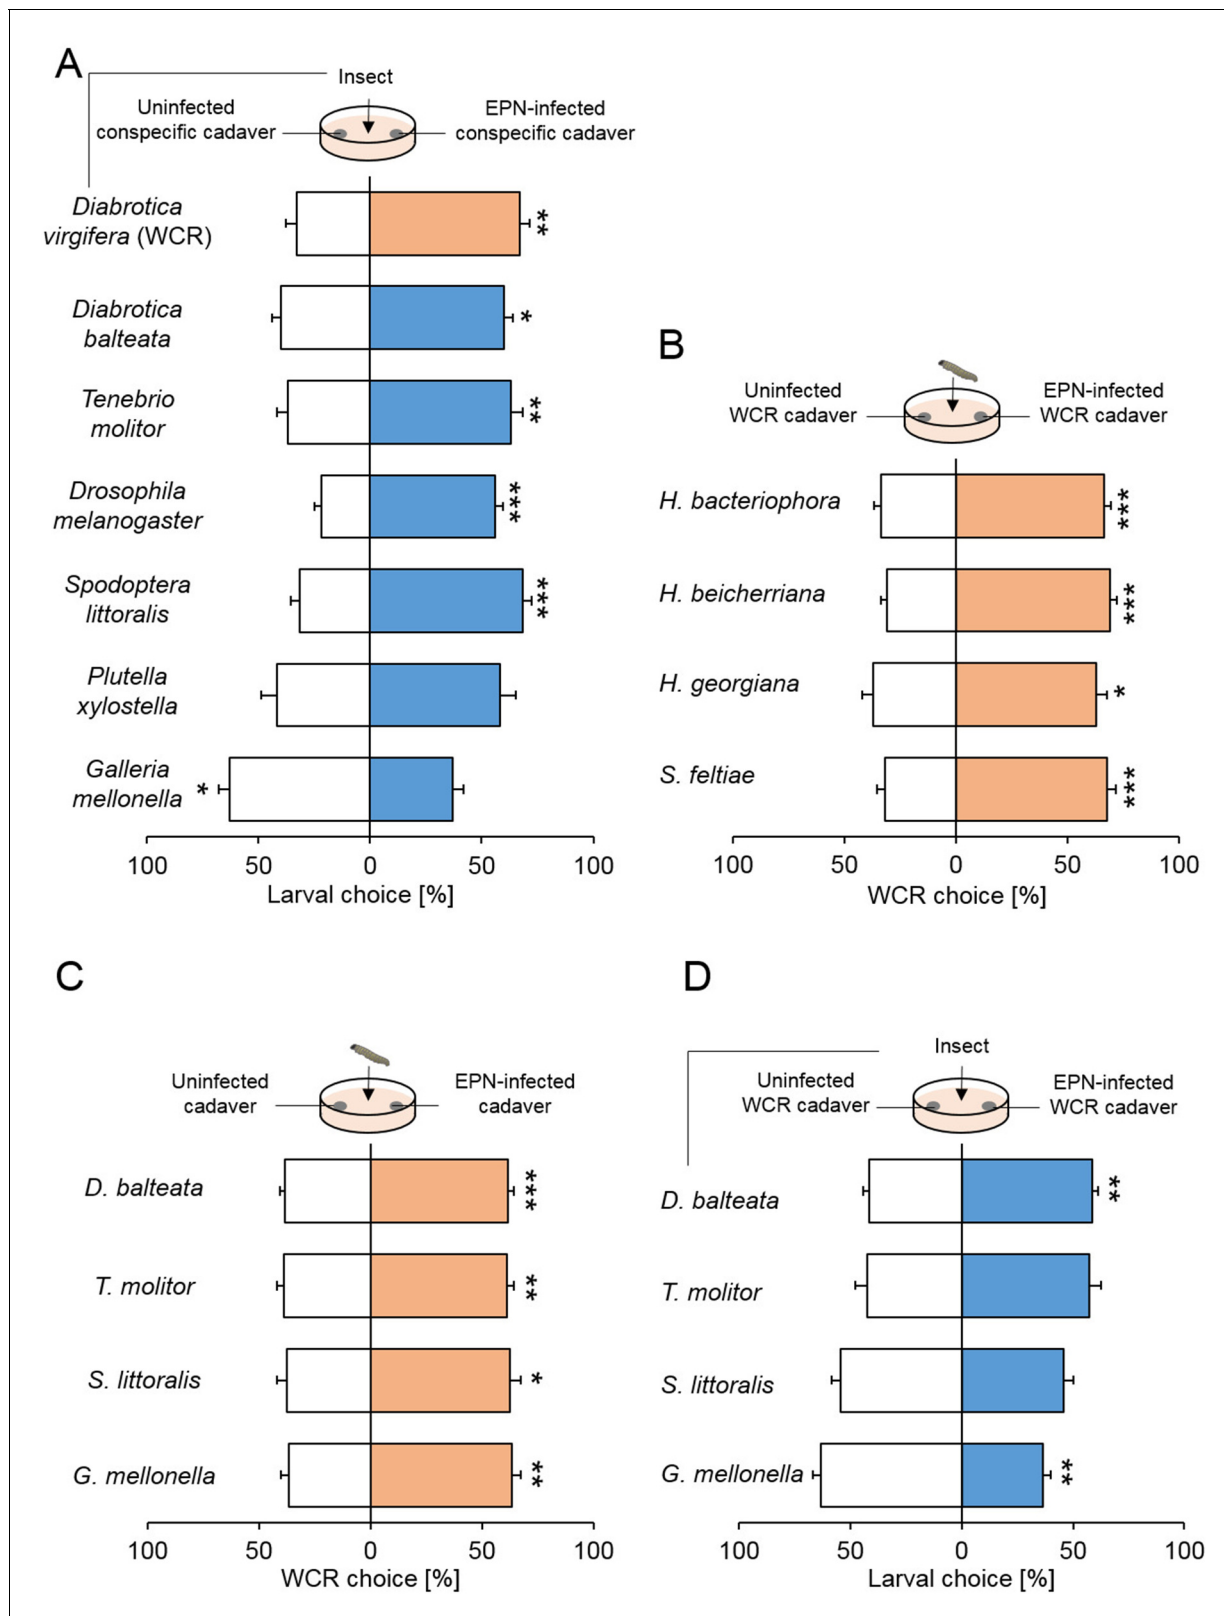 A
Insect
Uninfected
conspecific cadaver
EPN-infected
conspecific cadaver
Diabrotica
virgifera (WCR)
**
Diabrotica
balteata
*
Tenebrio
molitor
**
Drosophila
melanogaster
***
Spodoptera
littoralis
***
Plutella
xylostella
Galleria
mellonella
*
100 50 0 50 100
Larval choice [%]
B
Uninfected
WCR cadaver
EPN-infected
WCR cadaver
H. bacteriophora
***
H. beicherriana
***
H. georgiana
*
S. feltiae
***
100 50 0 50 100
WCR choice [%]
C
Uninfected
cadaver
EPN-infected
cadaver
D. balteata
***
T. molitor
**
S. littoralis
*
G. mellonella
**
100 50 0 50 100
WCR choice [%]
D
Insect
Uninfected
WCR cadaver
EPN-infected
WCR cadaver
D. balteata
**
T. molitor
S. littoralis
G. mellonella
**
100 50 0 50 100
Larval choice [%]